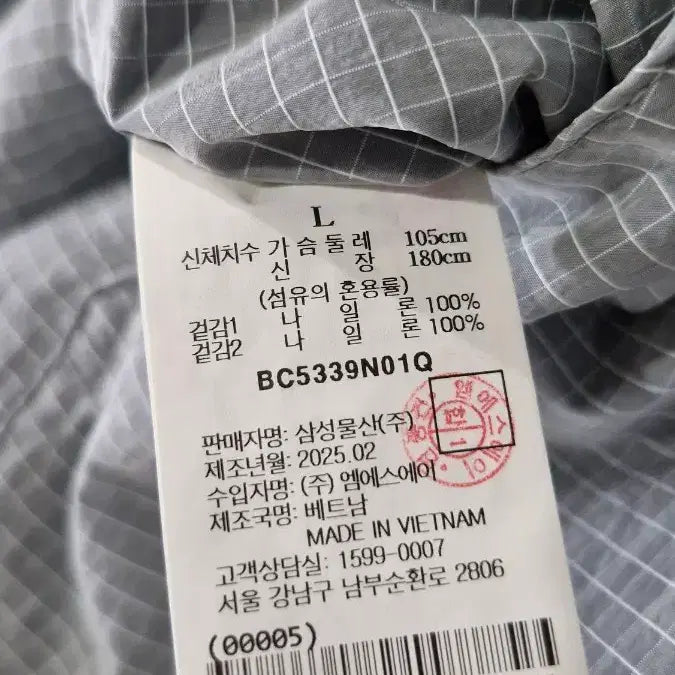 L
신체치수 가 슴 둘 레 105cm
신 장 180cm
(섬유의 혼용률)
겉감1 나 일 론 100%
겉감2 나 일 론 100%
BC5339N01Q
판매자명: 삼성물산(주)
제조년월: 2025.02
수입자명: (주) 엠에스에이
제조국명: 베트남
MADE IN VIETNAM
고객상담실: 1599-0007
서울 강남구 남부순환로 2806
(00005)